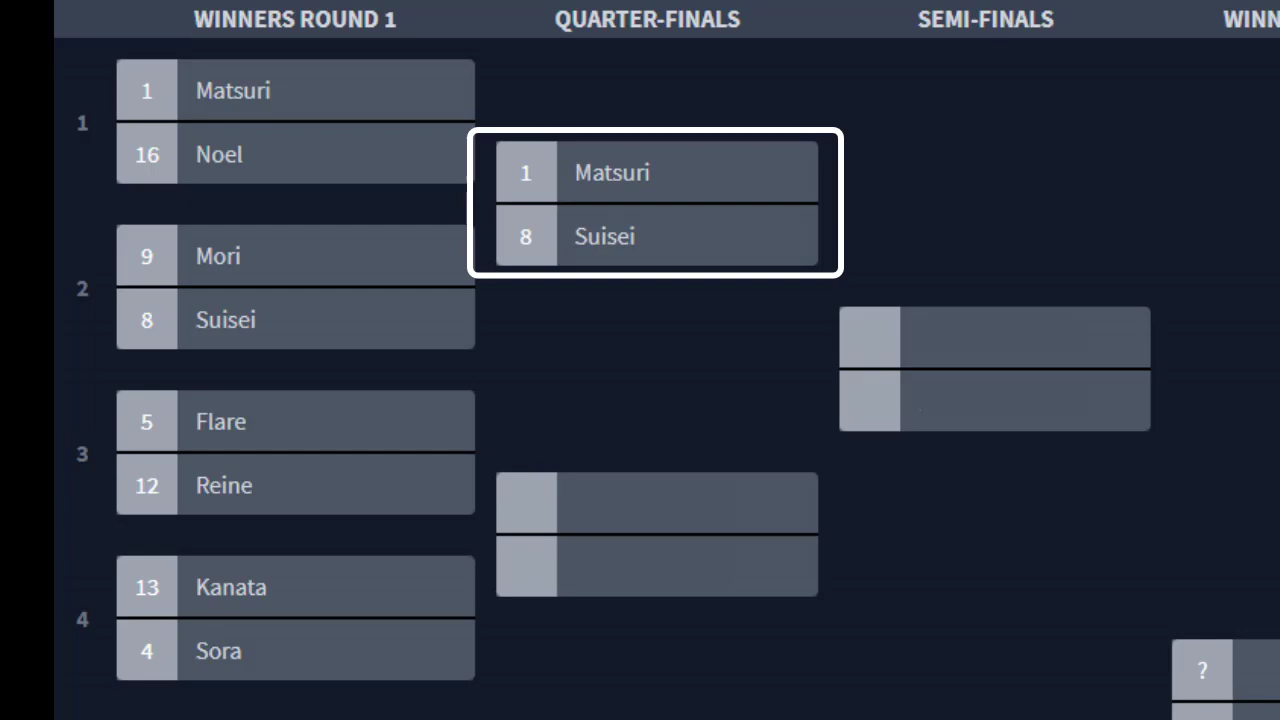 WINNERS ROUND 1
QUARTER-FINALS
SEMI-FINALS
WINN
1
1 Matsuri
16 Noel
1 Matsuri
8 Suisei
2
9 Mori
8 Suisei
3
5 Flare
12 Reine
4
13 Kanata
4 Sora
?